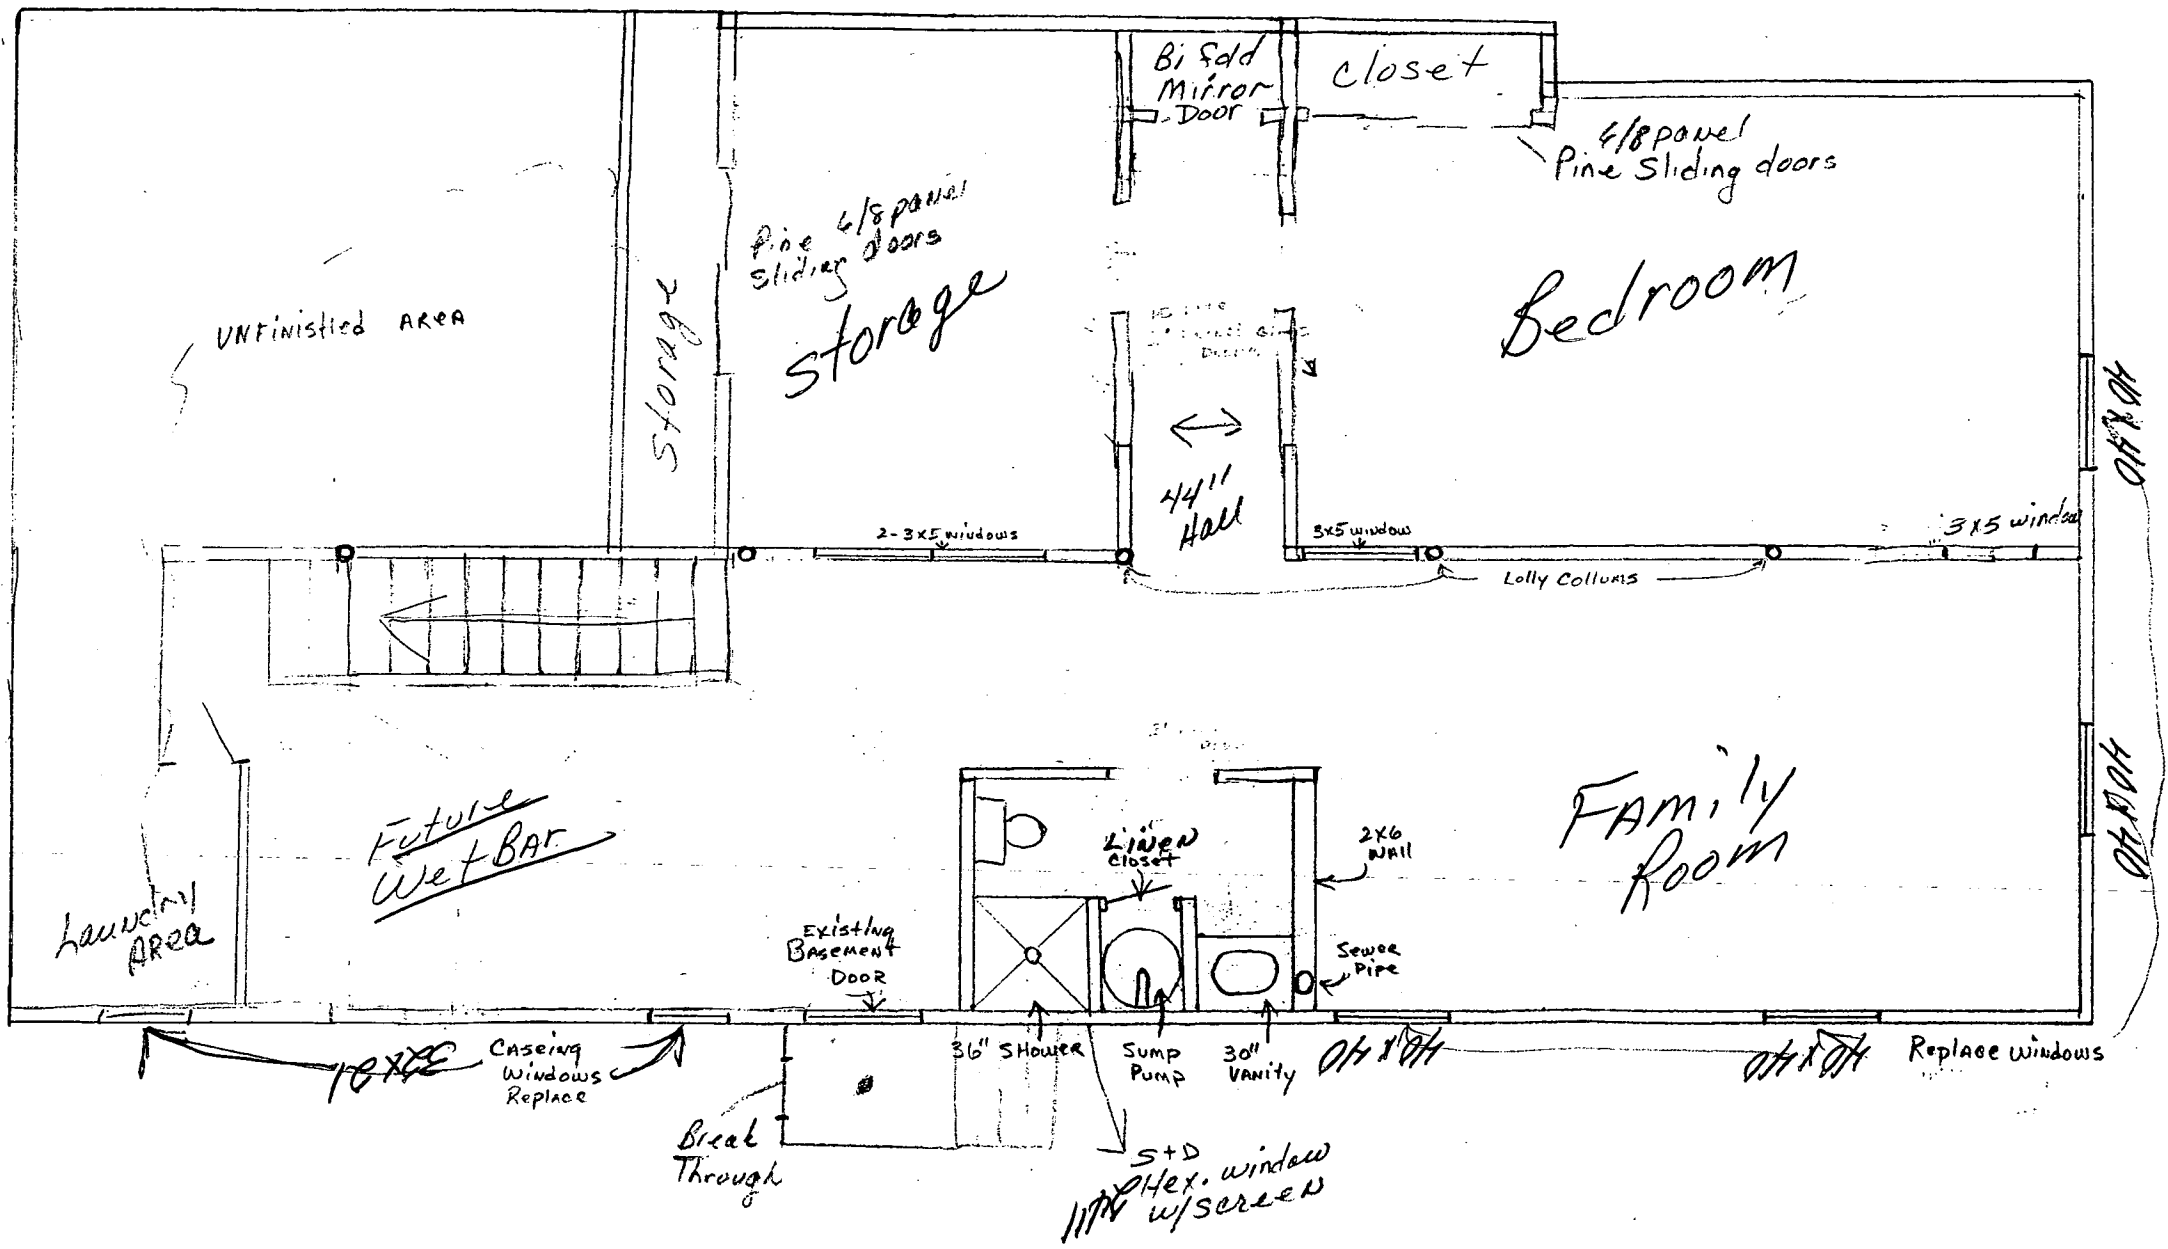 Bi fold
Mirror
Door
closet
6/8 panel
Pine Sliding doors
Pine 6/8 panel
sliding doors
Storage
Storage
UNFinisHed AReA
Bedroom
44"
Hall
40x40
2-3x5 windows
3x5 window
3x5 window
Lolly Collums
Future
Wet BAr
FAmily
Room
Linen
Closet
2x6
WAll
40x40
Laundry
AReA
Existing
Basement
Door
Sewer
Pipe
32x21
CAseing
Windows
Replace
36" SHower
Sump
Pump
30"
VAnity
40x40
40x40
Replace windows
Break
Through
S+D
Hex. window
w/screen